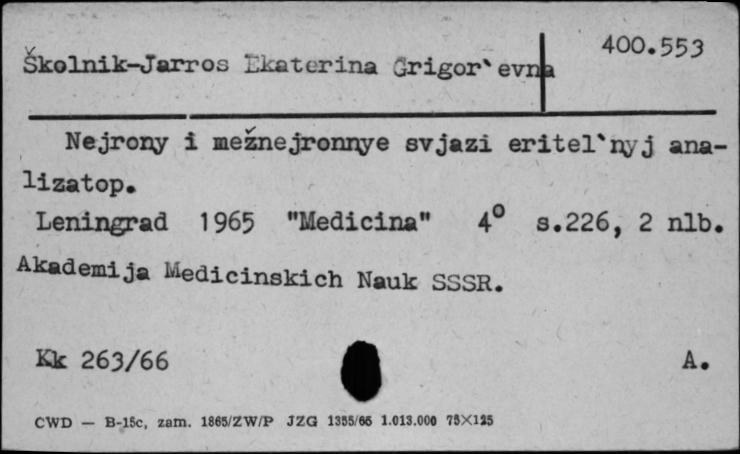 400.553
Školnik-Jarros Ekaterina Grigor`evna
Nejrony i mežnejronnye svjazi eritel`nyj ana-
lizatop.
Leningrad 1965 "Medicina" 4⁰ s.226, 2 nlb.
Akademija Medicinskich Nauk SSSR.
Kk 263/66 A.
CWD — B-15c, zam. 1865/ZW/P JZG 1355/66 1.013.000 75X125